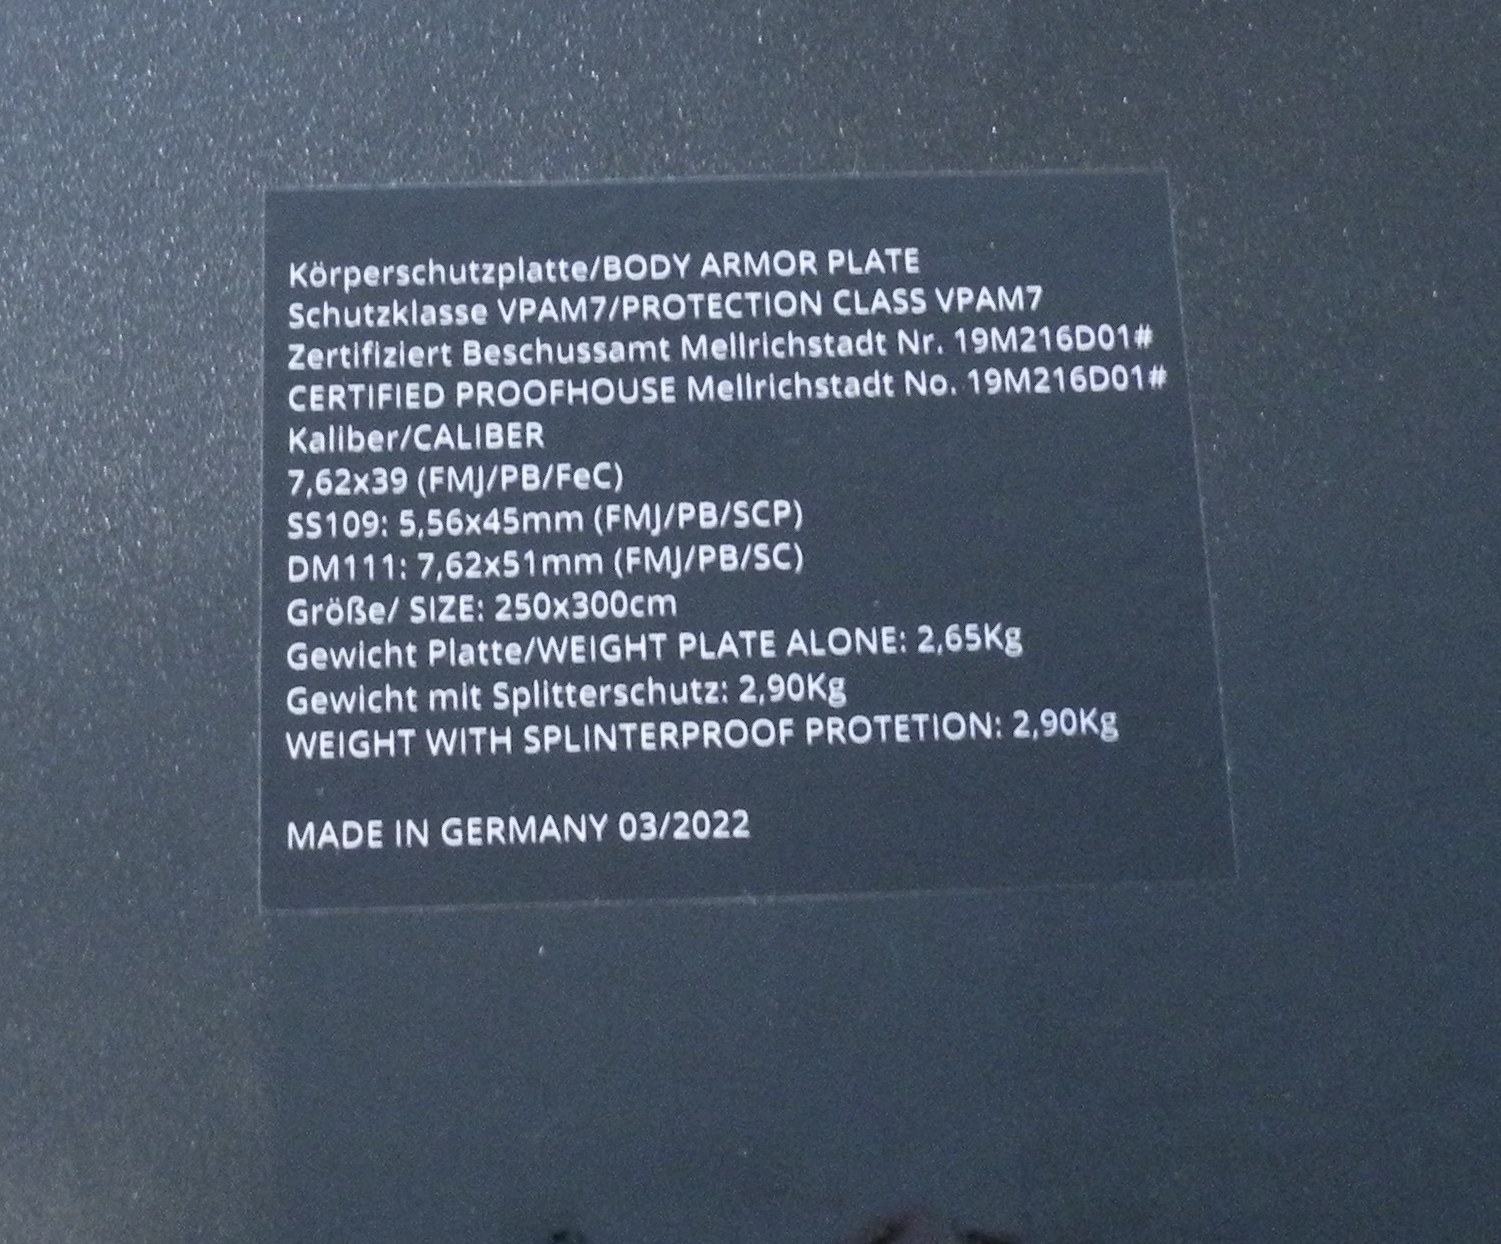 Körperschutzplatte/BODY ARMOR PLATE
Schutzklasse VPAM7/PROTECTION CLASS VPAM7
Zertifiziert Beschussamt Mellrichstadt Nr. 19M216D01#
CERTIFIED PROOFHOUSE Mellrichstadt No. 19M216D01#
Kaliber/CALIBER
7,62x39 (FMJ/PB/FeC)
SS109: 5,56x45mm (FMJ/PB/SCP)
DM111: 7,62x51mm (FMJ/PB/SC)
Größe/ SIZE: 250x300cm
Gewicht Platte/WEIGHT PLATE ALONE: 2,65Kg
Gewicht mit Splitterschutz: 2,90Kg
WEIGHT WITH SPLINTERPROOF PROTETION: 2,90Kg
MADE IN GERMANY 03/2022